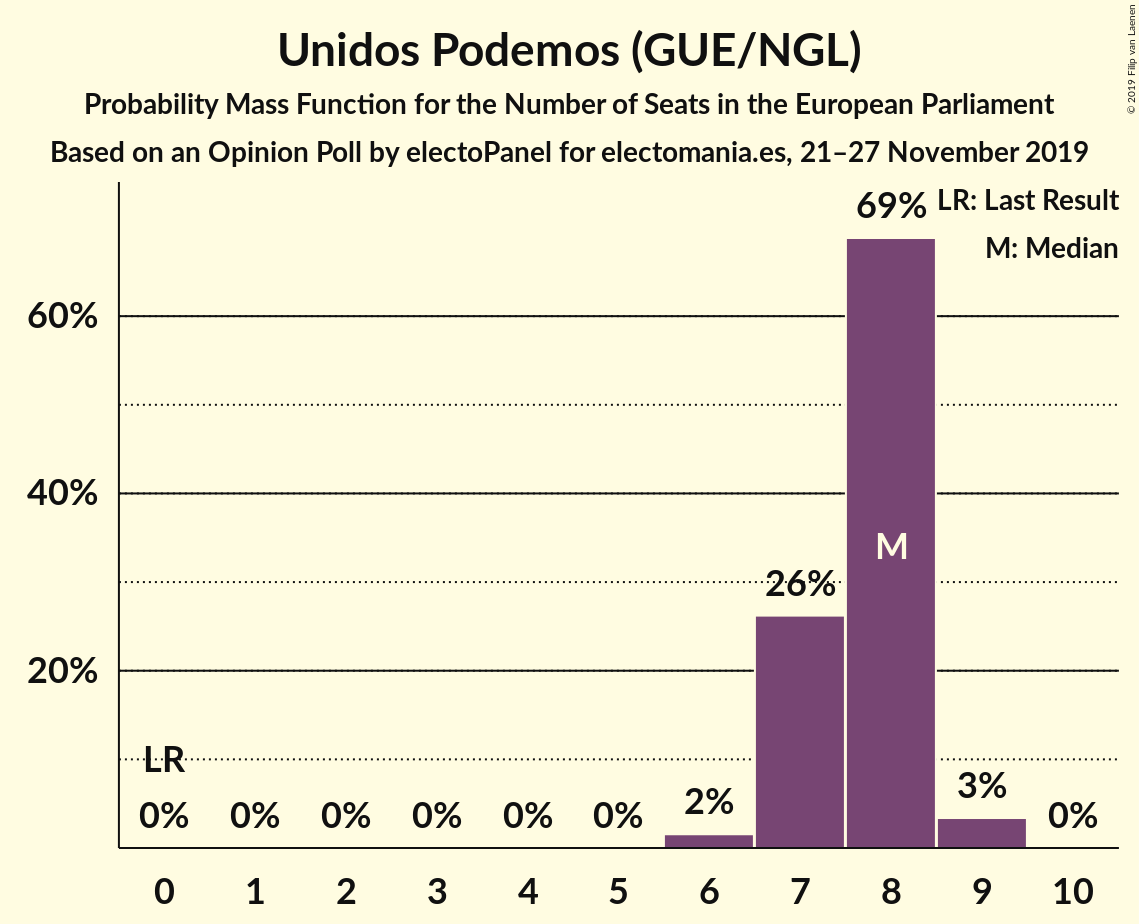 Unidos Podemos (GUE/NGL)
Probability Mass Function for the Number of Seats in the European Parliament
Based on an Opinion Poll by electoPanel for electomania.es, 21–27 November 2019
© 2019 Filip van Laenen
69%
LR: Last Result
M: Median
60%
40%
M
26%
20%
LR
0%
0%
0%
0%
0%
0%
2%
3%
0%
0 1 2 3 4 5 6 7 8 9 10